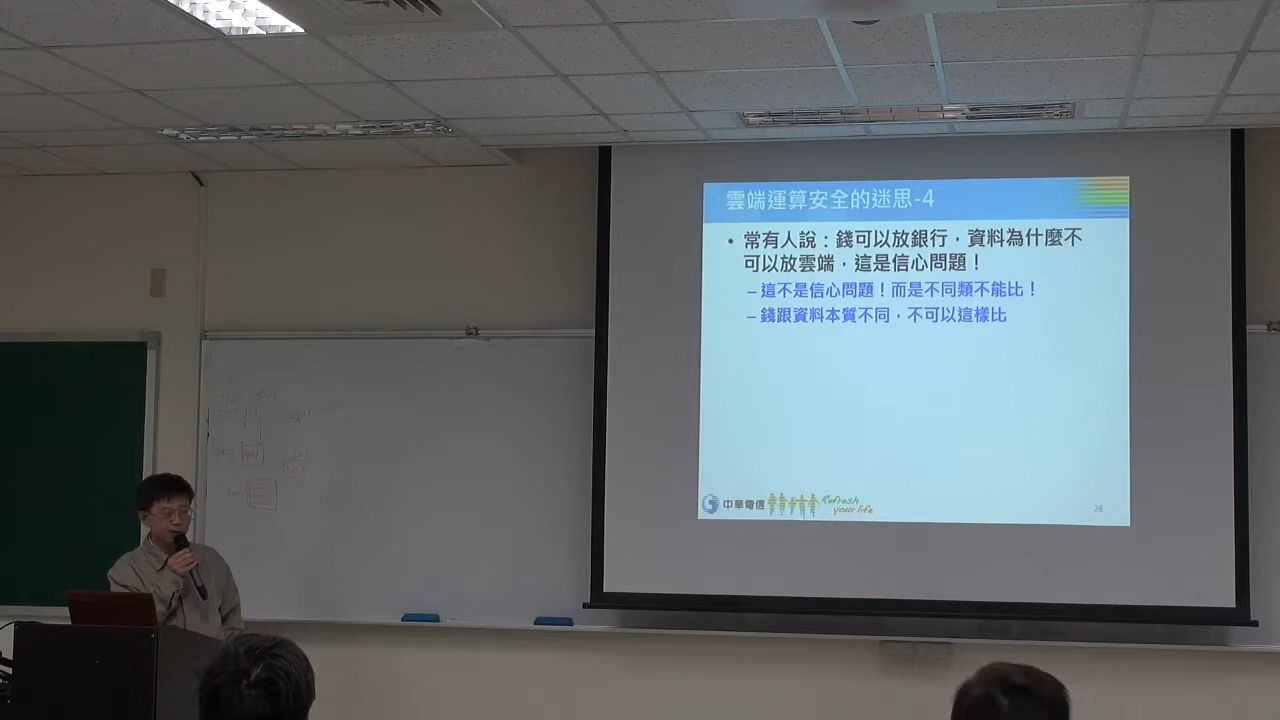 雲端運算安全的迷思-4
• 常有人說：錢可以放銀行，資料為什麼不
可以放雲端，這是信心問題！
– 這不是信心問題！而是不同類不能比！
– 錢跟資料本質不同，不可以這樣比
中華電信
Refresh
your life
28